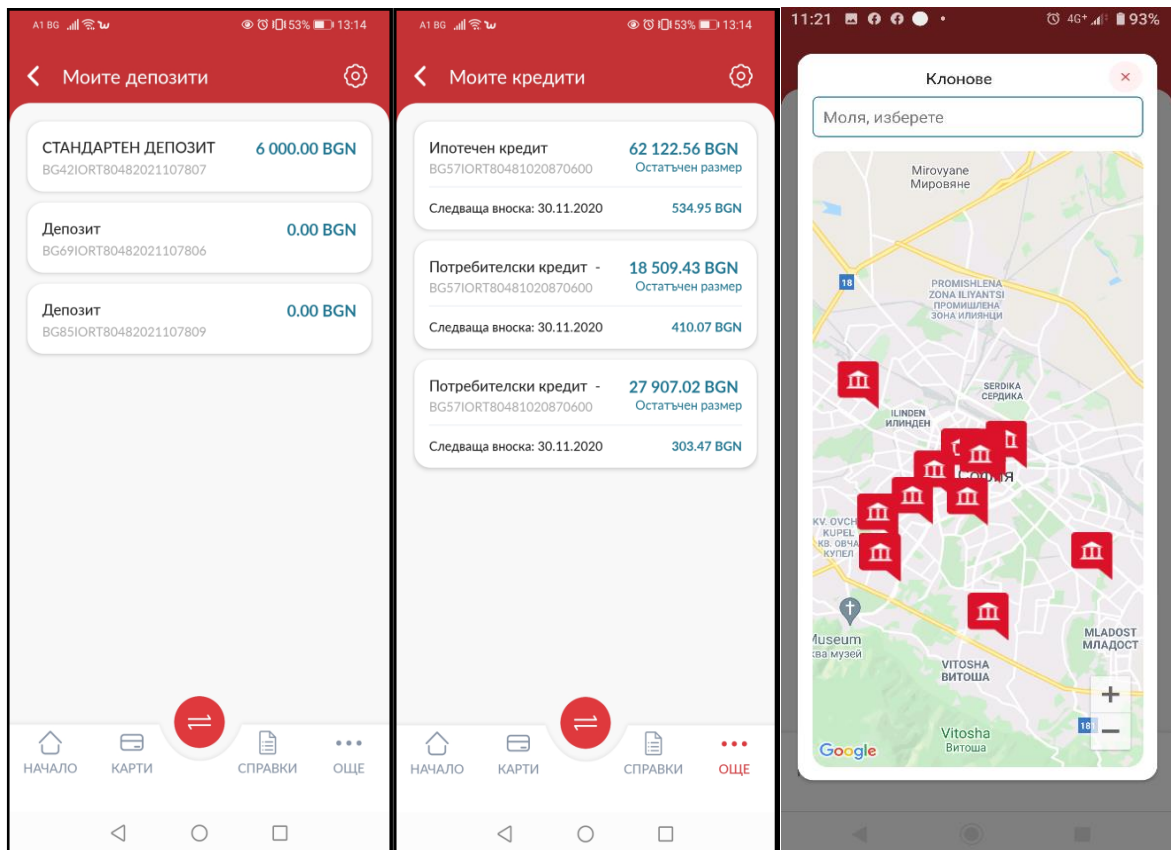 A1 BG 53% 13:14
Моите депозити
СТАНДАРТЕН ДЕПОЗИТ 6 000.00 BGN
BG42IORT80482021107807
Депозит 0.00 BGN
BG69IORT80482021107806
Депозит 0.00 BGN
BG85IORT80482021107809
НАЧАЛО КАРТИ СПРАВКИ ОЩЕ
A1 BG 53% 13:14
Моите кредити
Ипотечен кредит 62 122.56 BGN
BG57IORT80481020870600 Остатъчен размер
Следваща вноска: 30.11.2020 534.95 BGN
Потребителски кредит - 18 509.43 BGN
BG57IORT80481020870600 Остатъчен размер
Следваща вноска: 30.11.2020 410.07 BGN
Потребителски кредит - 27 907.02 BGN
BG57IORT80481020870600 Остатъчен размер
Следваща вноска: 30.11.2020 303.47 BGN
НАЧАЛО КАРТИ СПРАВКИ ОЩЕ
11:21 4G+ 93%
Клонове
Моля, изберете
Mirovyane
Мировяне
18
PROMISHLENA
ZONA ILIYANTSI
ПРОМИШЛЕНА
ЗОНА ИЛИЯНЦИ
SERDIKA
СЕРДИКА
ILINDEN
ИЛИНДЕН
София
KV. OVCH
KUPEL
КВ. ОВЧА
КУПЕЛ
Museum
ква музей
MLADOST
МЛАДОСТ
VITOSHA
ВИТОША
+
181
−
Vitosha
Витоша
Google